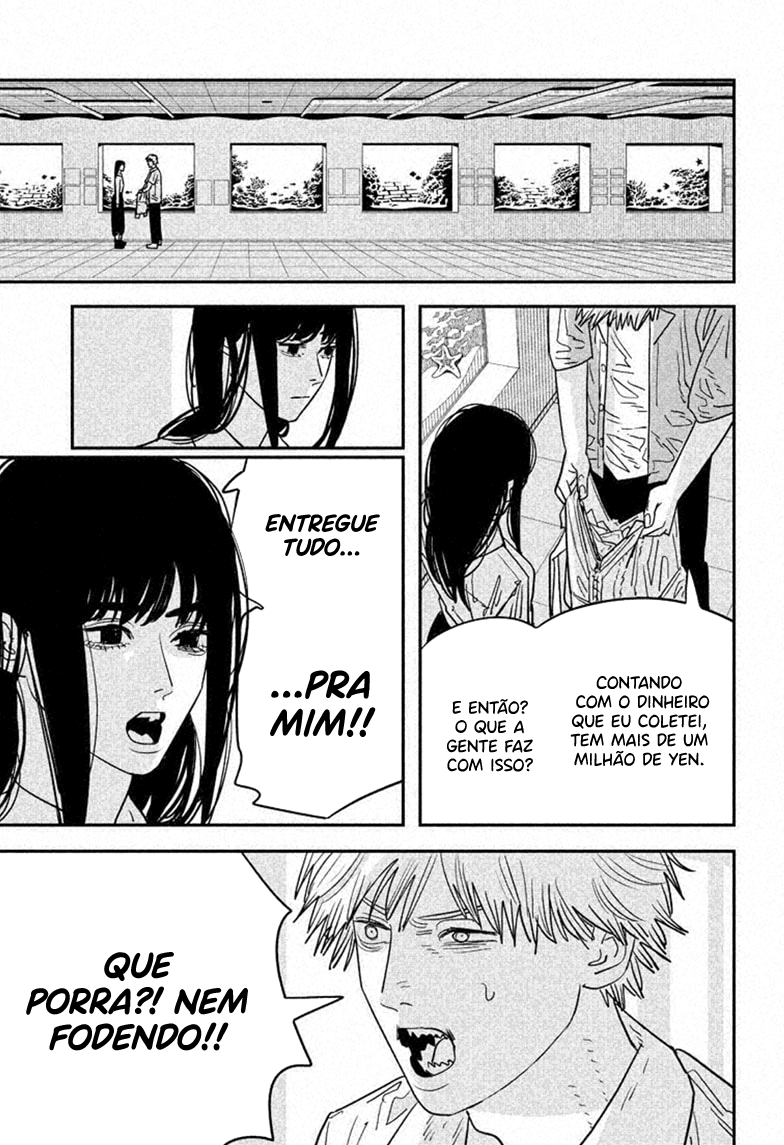 CONTANDO
COM O DINHEIRO
QUE EU COLETEI,
TEM MAIS DE UM
MILHÃO DE YEN.
E ENTÃO?
O QUE A
GENTE FAZ
COM ISSO?
ENTREGUE
TUDO...
...PRA
MIM!!
QUE
PORRA?! NEM
FODENDO!!